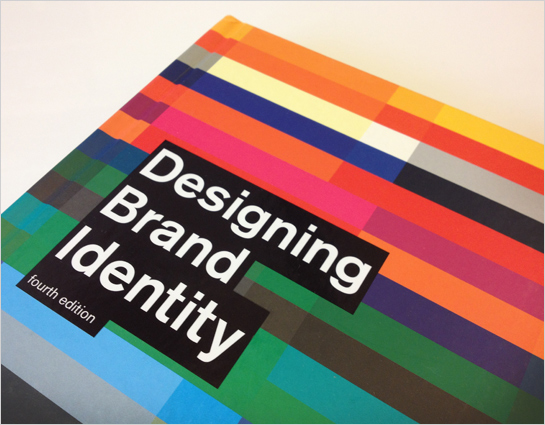 Designing
Brand
Identity
fourth edition